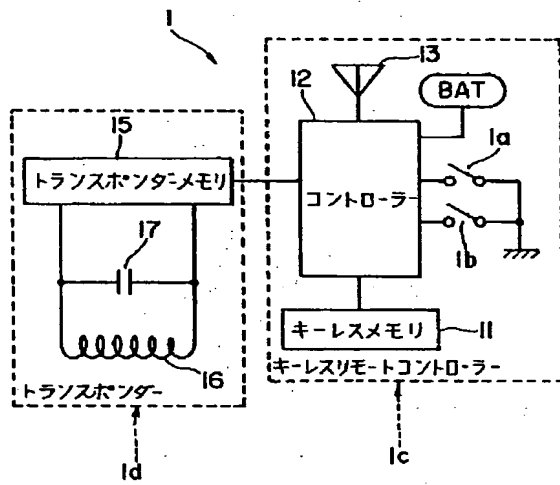 1
13
12
BAT
15
1a
トランスポンダーメモリ
コントローラー
17
1b
キーレスメモリ
11
16
キーレスリモートコントローラー
トランスポンダー
1d
1c